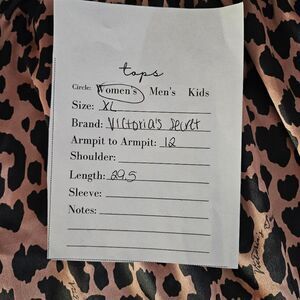 tops
Circle: Women's Men's Kids
Size: XL
Brand: Victoria's Secret
Armpit to Armpit: 12
Shoulder:
Length: 29.5
Sleeve:
Notes:
Victoria's